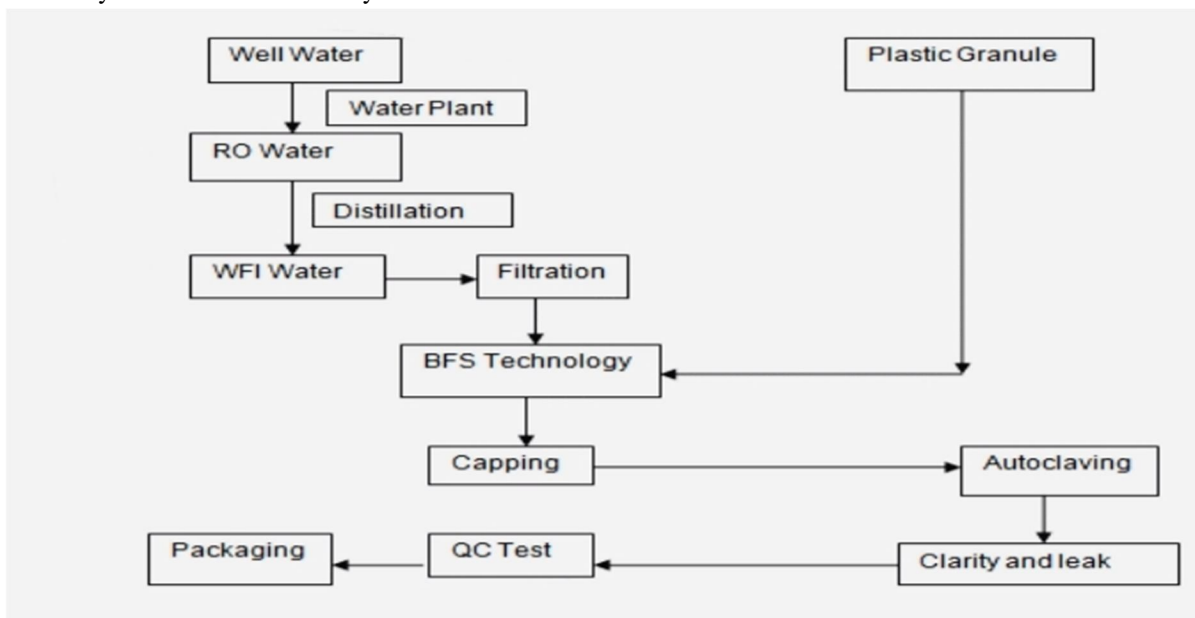 Well Water
Plastic Granule
Water Plant
RO Water
Distillation
WFI Water
Filtration
BFS Technology
Capping
Autoclaving
Packaging
QC Test
Clarity and leak